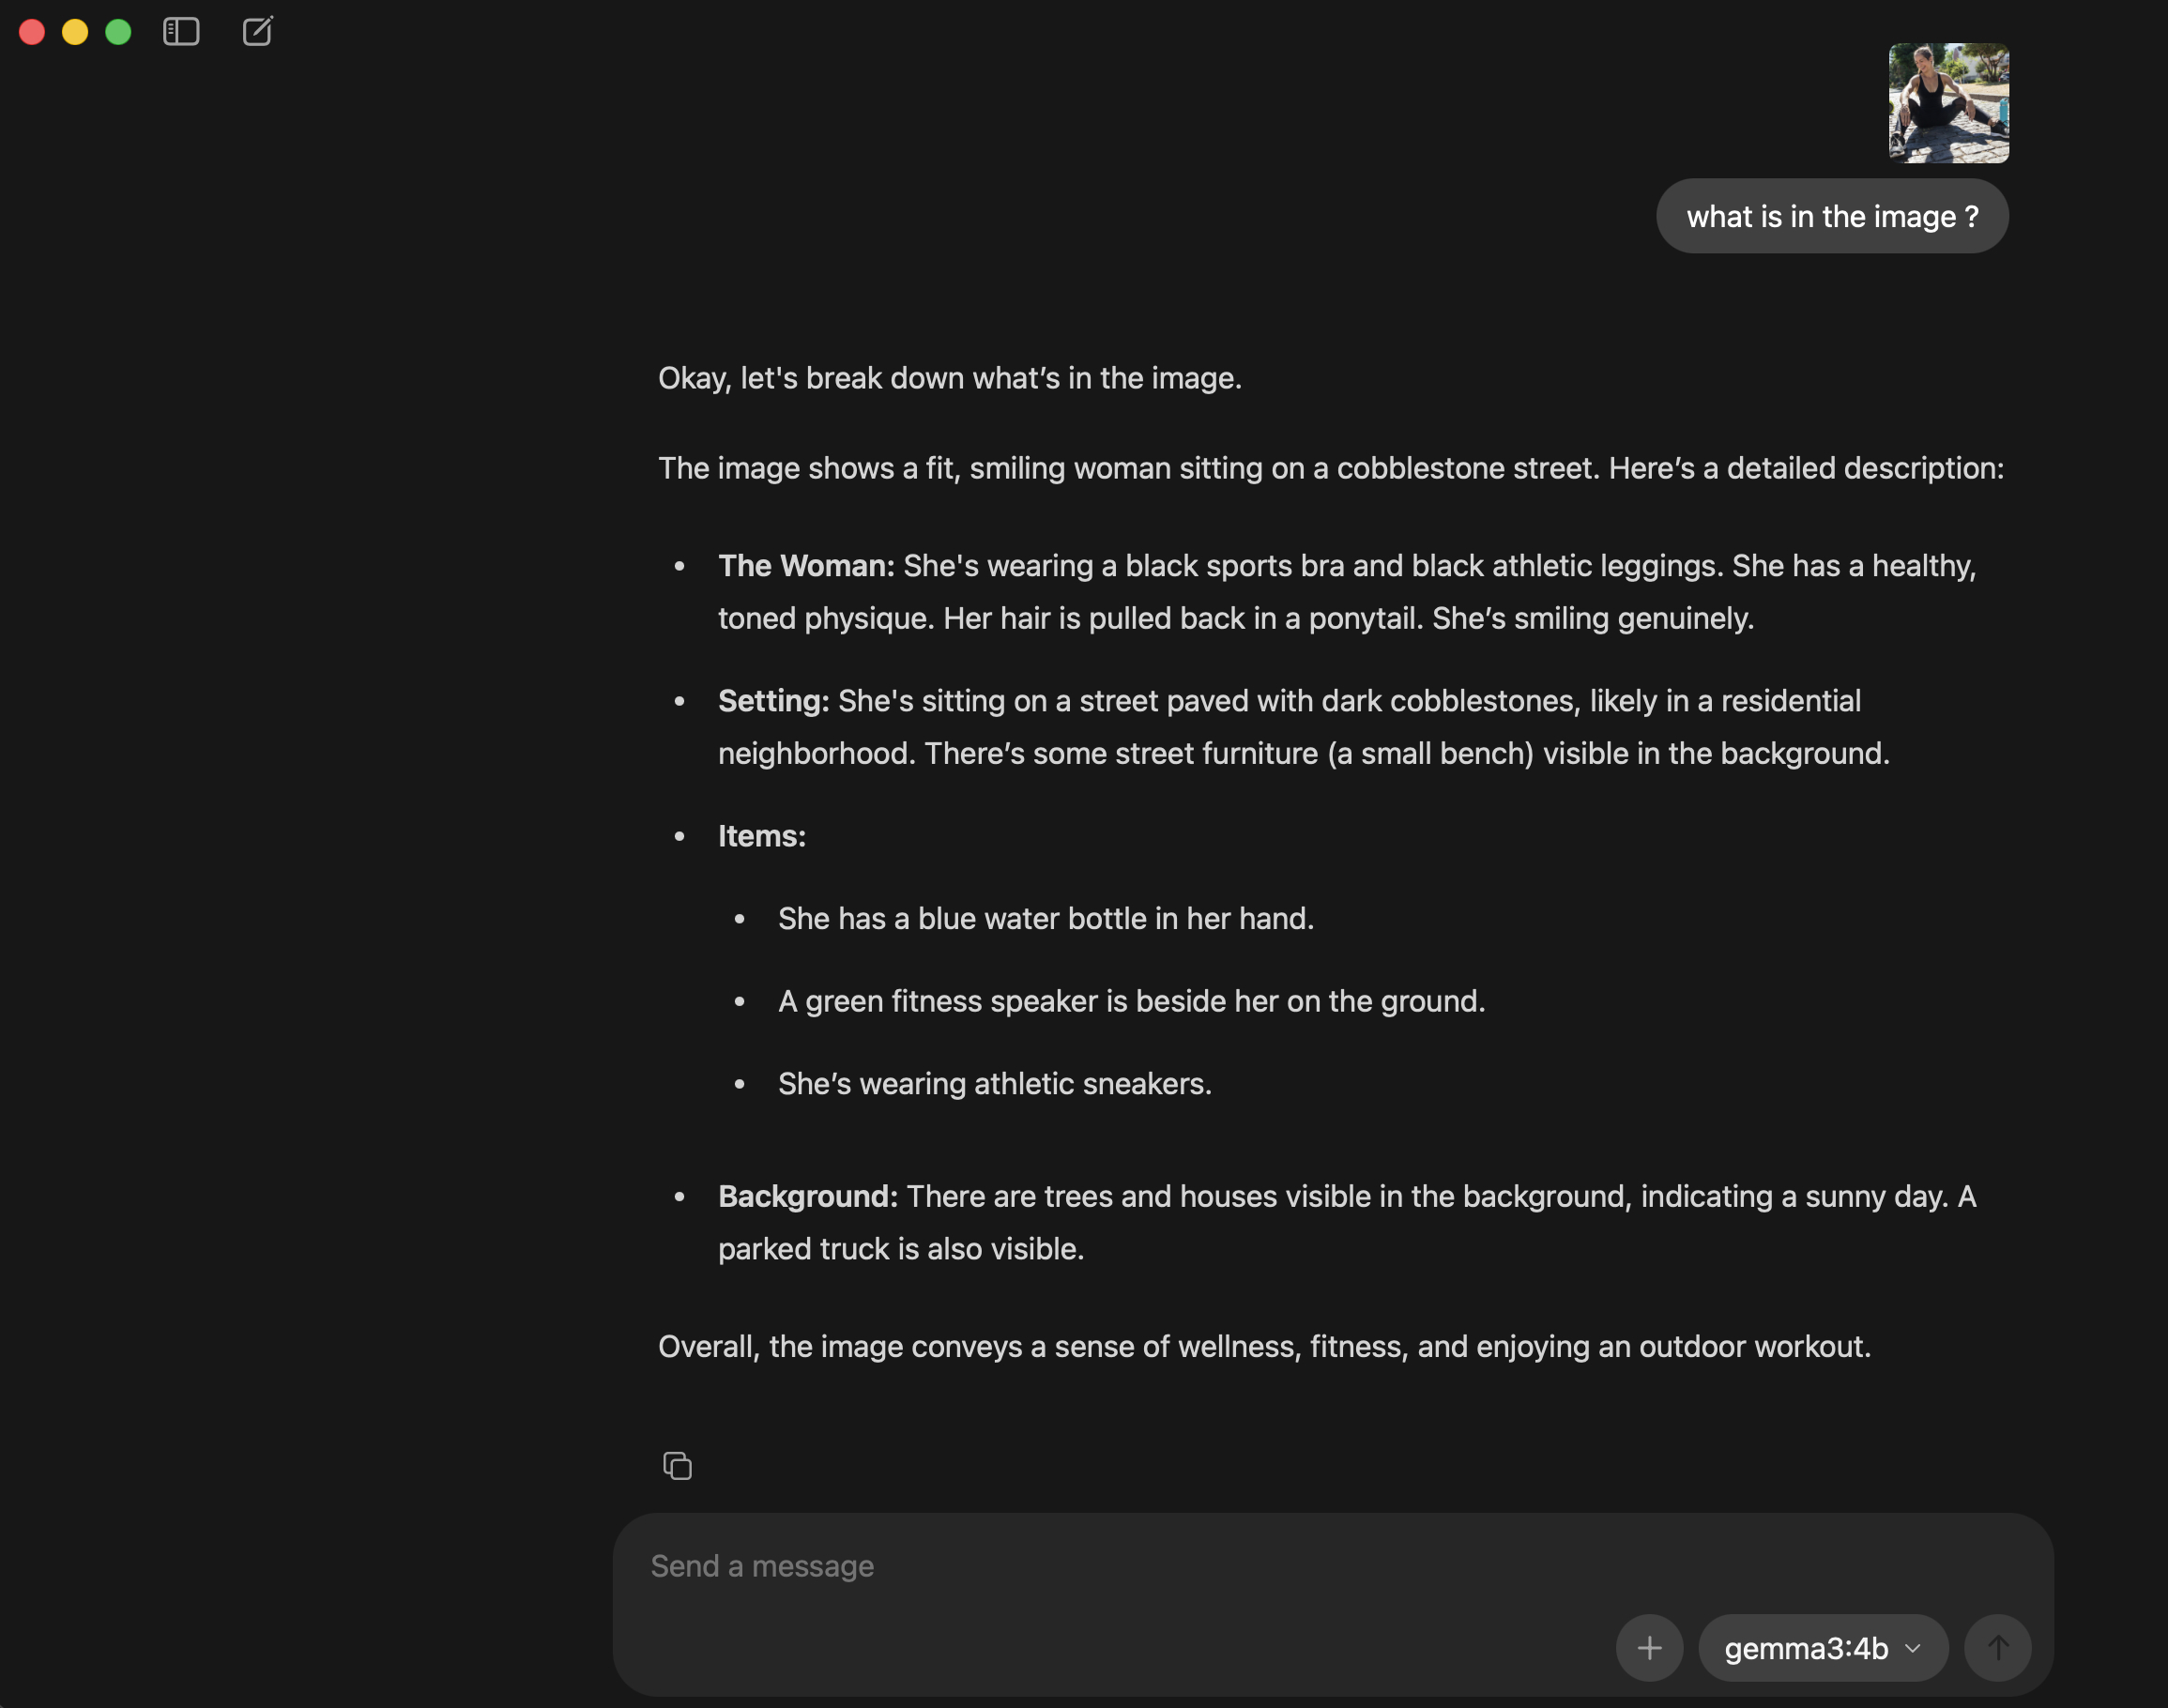 what is in the image ?
Okay, let's break down what’s in the image.
The image shows a fit, smiling woman sitting on a cobblestone street. Here’s a detailed description:
• The Woman: She's wearing a black sports bra and black athletic leggings. She has a healthy,
toned physique. Her hair is pulled back in a ponytail. She’s smiling genuinely.
• Setting: She's sitting on a street paved with dark cobblestones, likely in a residential
neighborhood. There’s some street furniture (a small bench) visible in the background.
• Items:
• She has a blue water bottle in her hand.
• A green fitness speaker is beside her on the ground.
• She’s wearing athletic sneakers.
• Background: There are trees and houses visible in the background, indicating a sunny day. A
parked truck is also visible.
Overall, the image conveys a sense of wellness, fitness, and enjoying an outdoor workout.
Send a message
gemma3:4b